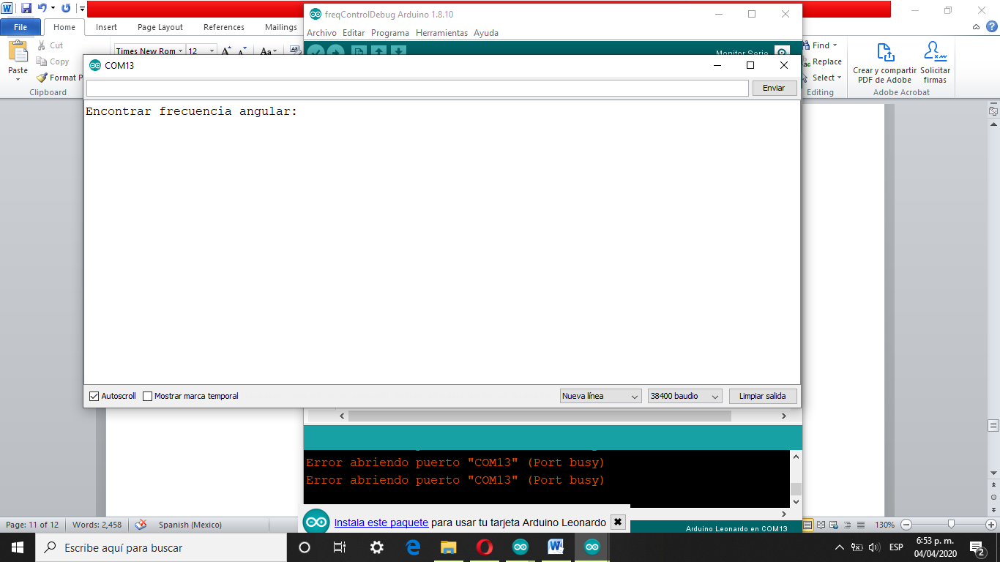 freqControlDebug Arduino 1.8.10
File Home Insert Page Layout References Mailings
Archivo Editar Programa Herramientas Ayuda
Cut
Times New Rom 12
Monitor Serie
Find
Copy
COM13
Replace
Paste
Format P
Select
Crear y compartir
PDF de Adobe
Solicitar
firmas
Clipboard
Enviar
Editing
Adobe Acrobat
Encontrar frecuencia angular:
Autoscroll Mostrar marca temporal Nueva línea 38400 baudio Limpiar salida
Error abriendo puerto "COM13" (Port busy)
Error abriendo puerto "COM13" (Port busy)
Instala este paquete para usar tu tarjeta Arduino Leonardo
Arduino Leonardo en COM13
Page: 11 of 12 Words: 2,458 Spanish (Mexico) 130%
Escribe aquí para buscar
ESP
6:53 p. m.
04/04/2020
2